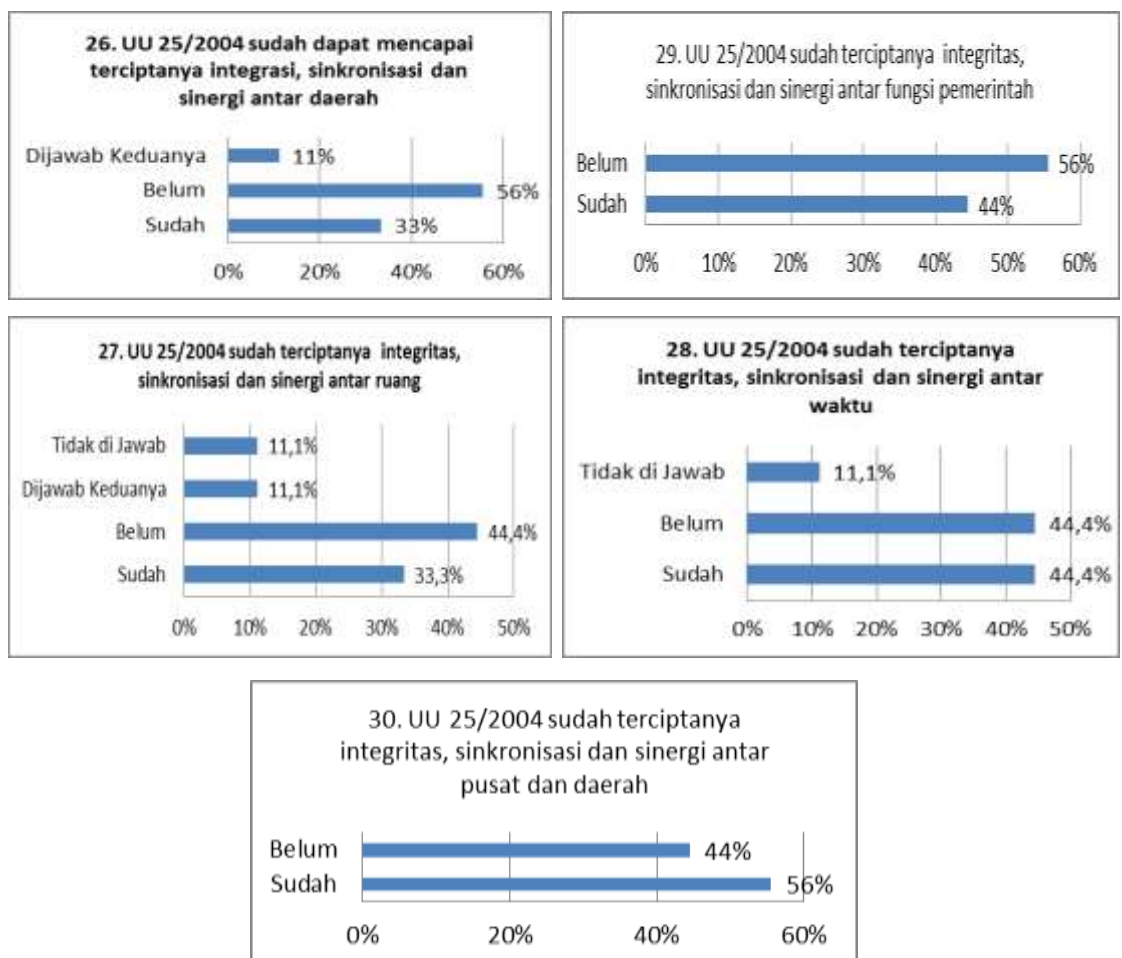 26. UU 25/2004 sudah dapat mencapai
terciptanya integrasi, sinkronisasi dan
sinergi antar daerah
Dijawab Keduanya 11%
Belum 56%
Sudah 33%
0% 20% 40% 60%
29. UU 25/2004 sudah terciptanya integritas,
sinkronisasi dan sinergi antar fungsi pemerintah
Belum 56%
Sudah 44%
0% 10% 20% 30% 40% 50% 60%
27. UU 25/2004 sudah terciptanya integritas,
sinkronisasi dan sinergi antar ruang
Tidak di Jawab 11,1%
Dijawab Keduanya 11,1%
Belum 44,4%
Sudah 33,3%
0% 10% 20% 30% 40% 50%
28. UU 25/2004 sudah terciptanya
integritas, sinkronisasi dan sinergi antar
waktu
Tidak di Jawab 11,1%
Belum 44,4%
Sudah 44,4%
0% 10% 20% 30% 40% 50%
30. UU 25/2004 sudah terciptanya
integritas, sinkronisasi dan sinergi antar
pusat dan daerah
Belum 44%
Sudah 56%
0% 20% 40% 60%